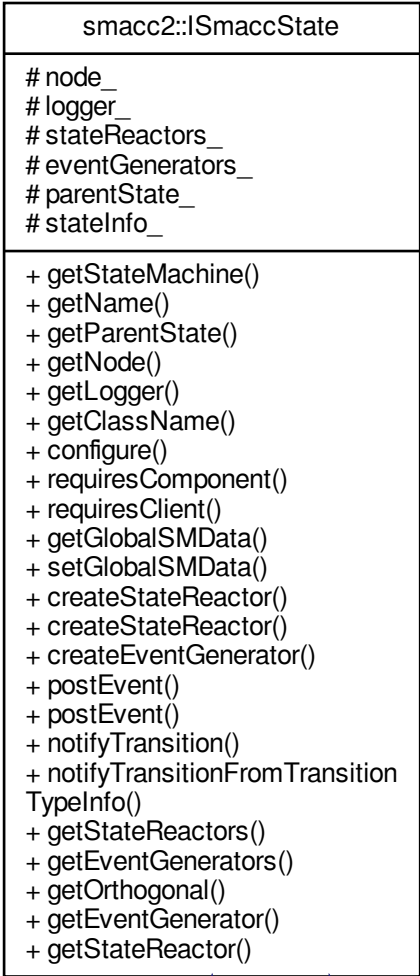 smacc2::ISmaccState
# node_
# logger_
# stateReactors_
# eventGenerators_
# parentState_
# stateInfo_
+ getStateMachine()
+ getName()
+ getParentState()
+ getNode()
+ getLogger()
+ getClassName()
+ configure()
+ requiresComponent()
+ requiresClient()
+ getGlobalSMData()
+ setGlobalSMData()
+ createStateReactor()
+ createStateReactor()
+ createEventGenerator()
+ postEvent()
+ postEvent()
+ notifyTransition()
+ notifyTransitionFromTransition
TypeInfo()
+ getStateReactors()
+ getEventGenerators()
+ getOrthogonal()
+ getEventGenerator()
+ getStateReactor()